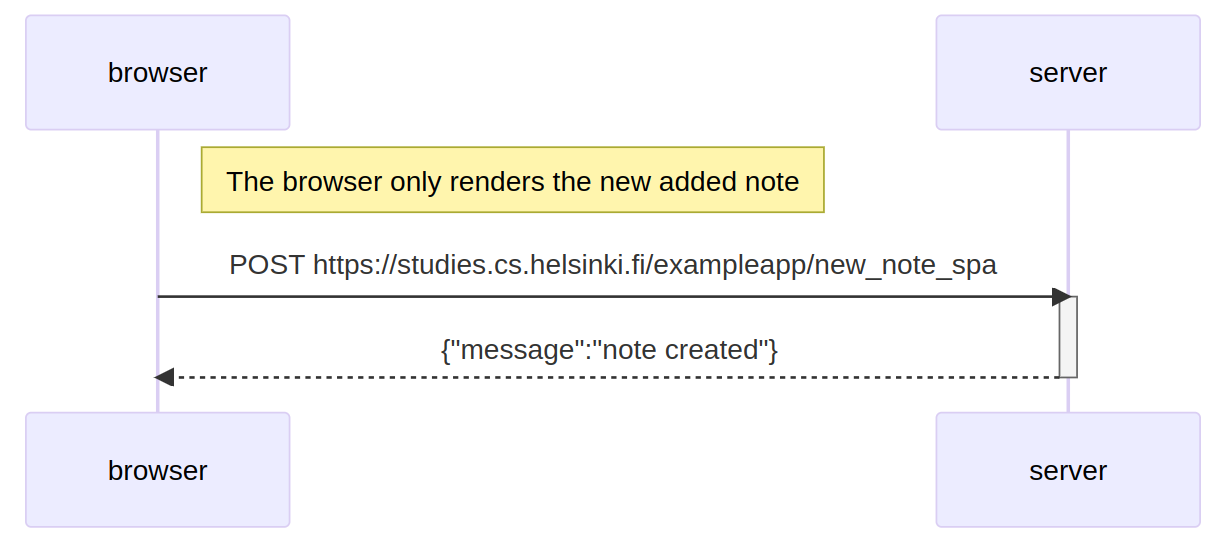 browser
server
The browser only renders the new added note
POST https://studies.cs.helsinki.fi/exampleapp/new_note_spa
{"message":"note created"}
browser
server